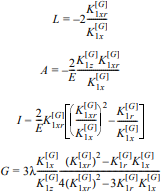 L = -2 \frac{K_{1xr}^{[G]}}{K_{1x}^{[G]}}
A = -\frac{2}{E} \frac{K_{1z}^{[G]} K_{1xr}^{[G]}}{K_{1x}^{[G]}}
I = \frac{2}{E} K_{1xr}^{[G]} \left[ \left( \frac{K_{1xr}^{[G]}}{K_{1x}^{[G]}} \right)^2 - \frac{K_{1r}^{[G]}}{K_{1x}^{[G]}} \right]
G = 3\lambda \frac{K_{1x}^{[G]}}{K_{1z}^{[G]}} \frac{(K_{1xr}^{[G]})^2 - K_{1r}^{[G]} K_{1x}^{[G]}}{4(K_{1xr}^{[G]})^2 - 3K_{1r}^{[G]} K_{1x}^{[G]}}